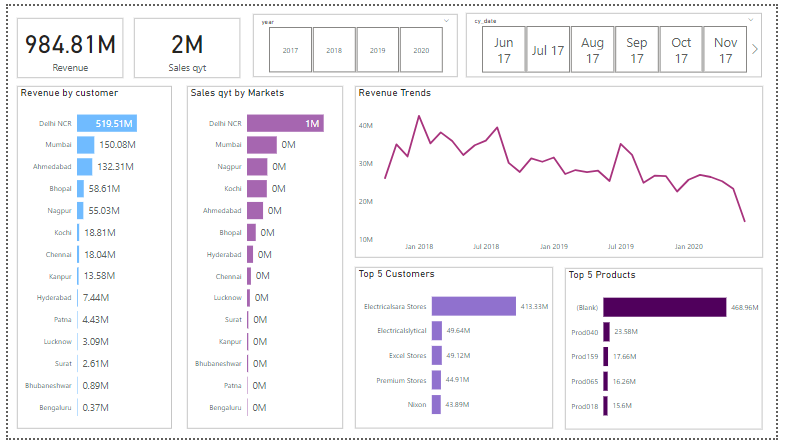 984.81M
Revenue
2M
Sales qyt
year
2017 2018 2019 2020
cy_data
Jun 17 Jul 17 Aug 17 Sep 17 Oct 17 Nov 17
Revenue by customer
Delhi NCR 519.51M
Mumbai 150.08M
Ahmedabad 132.31M
Bhopal 58.61M
Nagpur 55.03M
Kochi 18.81M
Chennai 18.04M
Kanpur 13.58M
Hyderabad 7.44M
Patna 4.43M
Lucknow 3.09M
Surat 2.61M
Bhubaneshwar 0.89M
Bengaluru 0.37M
Sales qyt by Markets
Delhi NCR 1M
Mumbai 0M
Nagpur 0M
Kochi 0M
Ahmedabad 0M
Bhopal 0M
Hyderabad 0M
Chennai 0M
Lucknow 0M
Surat 0M
Kanpur 0M
Bhubaneshwar 0M
Patna 0M
Bengaluru 0M
Revenue Trends
40M
30M
20M
10M
Jan 2018 Jul 2018 Jan 2019 Jul 2019 Jan 2020
Top 5 Customers
Electricalsara Stores 413.33M
Electricalslytical 49.64M
Excel Stores 49.12M
Premium Stores 44.91M
Nixon 43.89M
Top 5 Products
(Blank) 468.96M
Prod040 23.58M
Prod159 17.66M
Prod065 16.26M
Prod018 15.6M